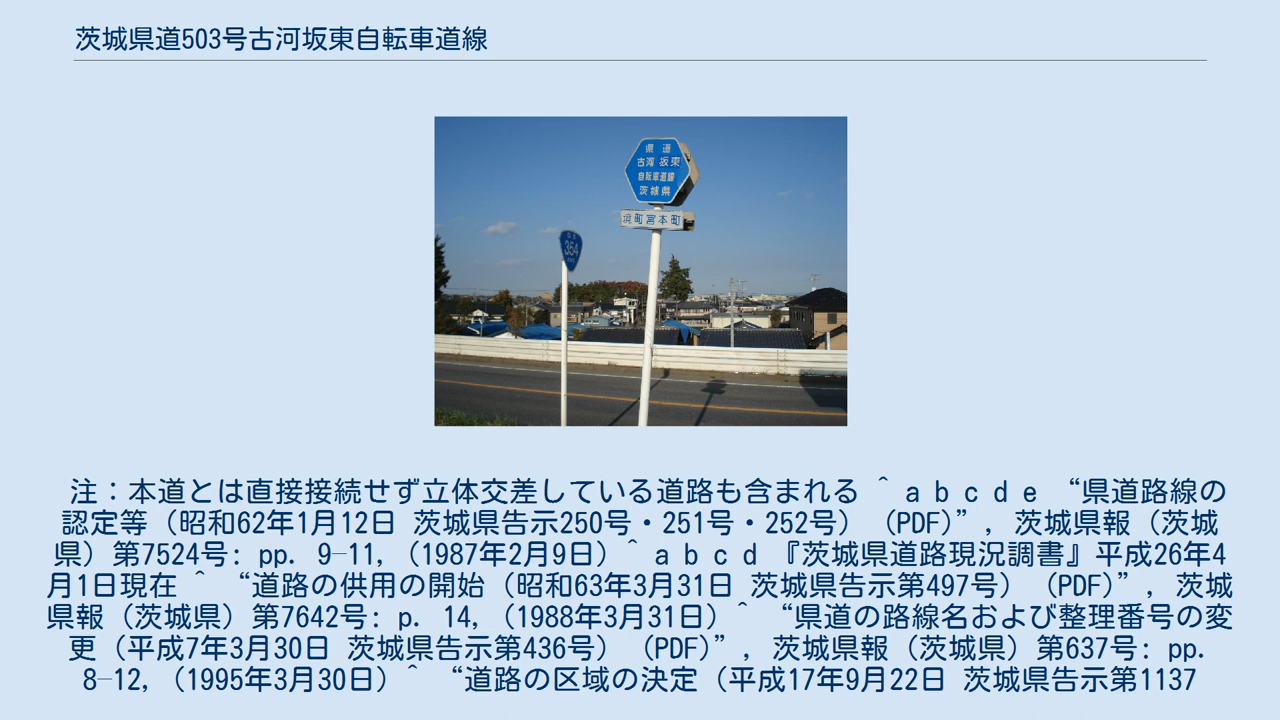 茨城県道503号古河坂東自転車道線
県 道
古河 坂東
自転車道線
茨城県
境町宮本町
354
注：本道とは直接接続せず立体交差している道路も含まれる ^ a b c d e “県道路線の
認定等（昭和62年1月12日 茨城県告示250号・251号・252号）（PDF)”, 茨城県報（茨城
県）第7524号: pp. 9–11,（1987年2月9日）^ a b c d 『茨城県道路現況調書』平成26年4
月1日現在 ^ “道路の供用の開始（昭和63年3月31日 茨城県告示第497号）（PDF)”, 茨城
県報（茨城県）第7642号: p. 14,（1988年3月31日）^ “県道の路線名および整理番号の変
更（平成7年3月30日 茨城県告示第436号）（PDF)”, 茨城県報（茨城県）第637号: pp.
8–12,（1995年3月30日）^ “道路の区域の決定（平成17年9月22日 茨城県告示第1137